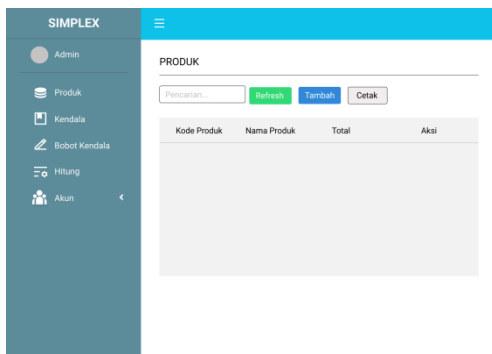 SIMPLEX
Admin
Produk
Kendala
Bobot Kendala
Hitung
Akun
PRODUK
Pencarian... Refresh Tambah Cetak
Kode Produk Nama Produk Total Aksi